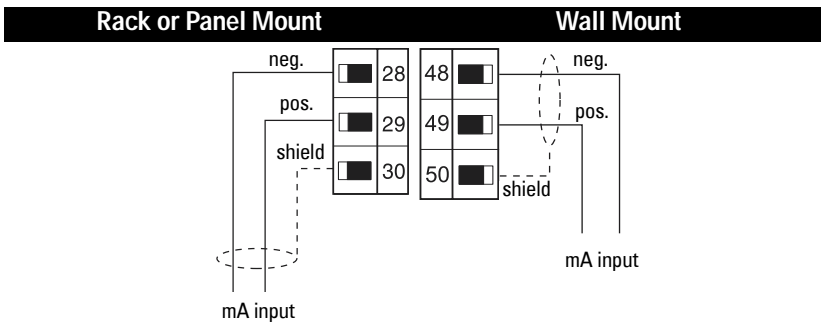 Rack or Panel Mount
Wall Mount
neg.
28
48
neg.
pos.
29
49
pos.
shield
30
50
shield
mA input
mA input